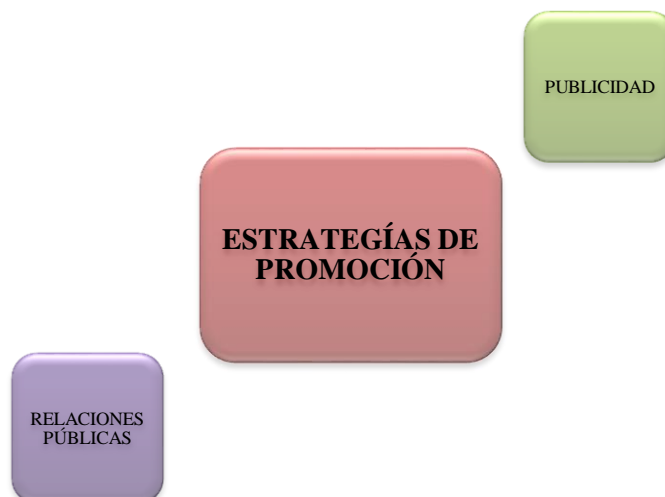 PUBLICIDAD
ESTRATEGÍAS DE
PROMOCIÓN
RELACIONES
PÚBLICAS